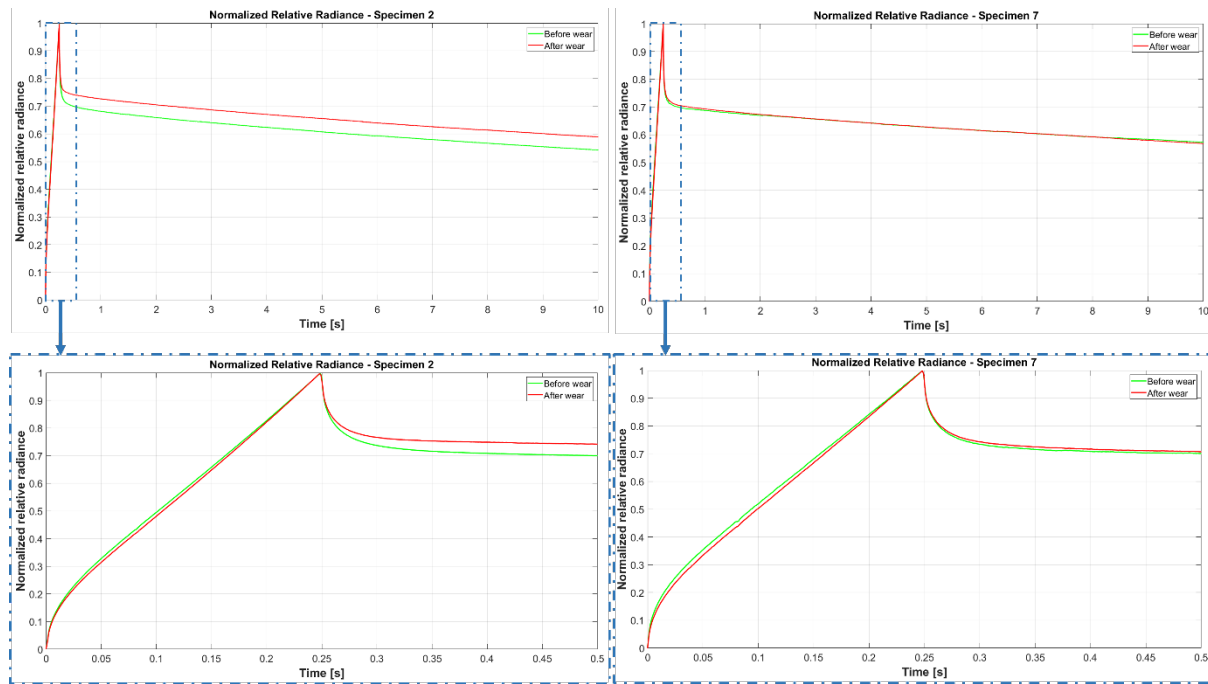 Normalized Relative Radiance - Specimen 2
Before wear
After wear
Normalized relative radiance
1
0.9
0.8
0.7
0.6
0.5
0.4
0.3
0.2
0.1
0
0 1 2 3 4 5 6 7 8 9 10
Time [s]
Normalized Relative Radiance - Specimen 7
Before wear
After wear
Normalized relative radiance
1
0.9
0.8
0.7
0.6
0.5
0.4
0.3
0.2
0.1
0
0 1 2 3 4 5 6 7 8 9 10
Time [s]
Normalized Relative Radiance - Specimen 2
Before wear
After wear
Normalized relative radiance
1
0.9
0.8
0.7
0.6
0.5
0.4
0.3
0.2
0.1
0
0 0.05 0.1 0.15 0.2 0.25 0.3 0.35 0.4 0.45 0.5
Time [s]
Normalized Relative Radiance - Specimen 7
Before wear
After wear
Normalized relative radiance
1
0.9
0.8
0.7
0.6
0.5
0.4
0.3
0.2
0.1
0
0 0.05 0.1 0.15 0.2 0.25 0.3 0.35 0.4 0.45 0.5
Time [s]